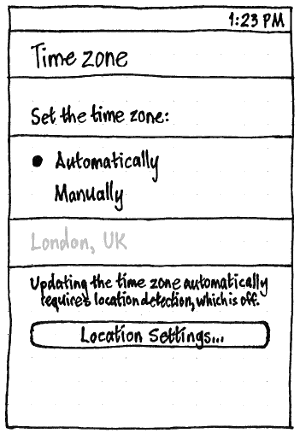 1:23 PM
Time zone
Set the time zone:
Automatically
Manually
London, UK
Updating the time zone automatically
requires location detection, which is off.
Location Settings...